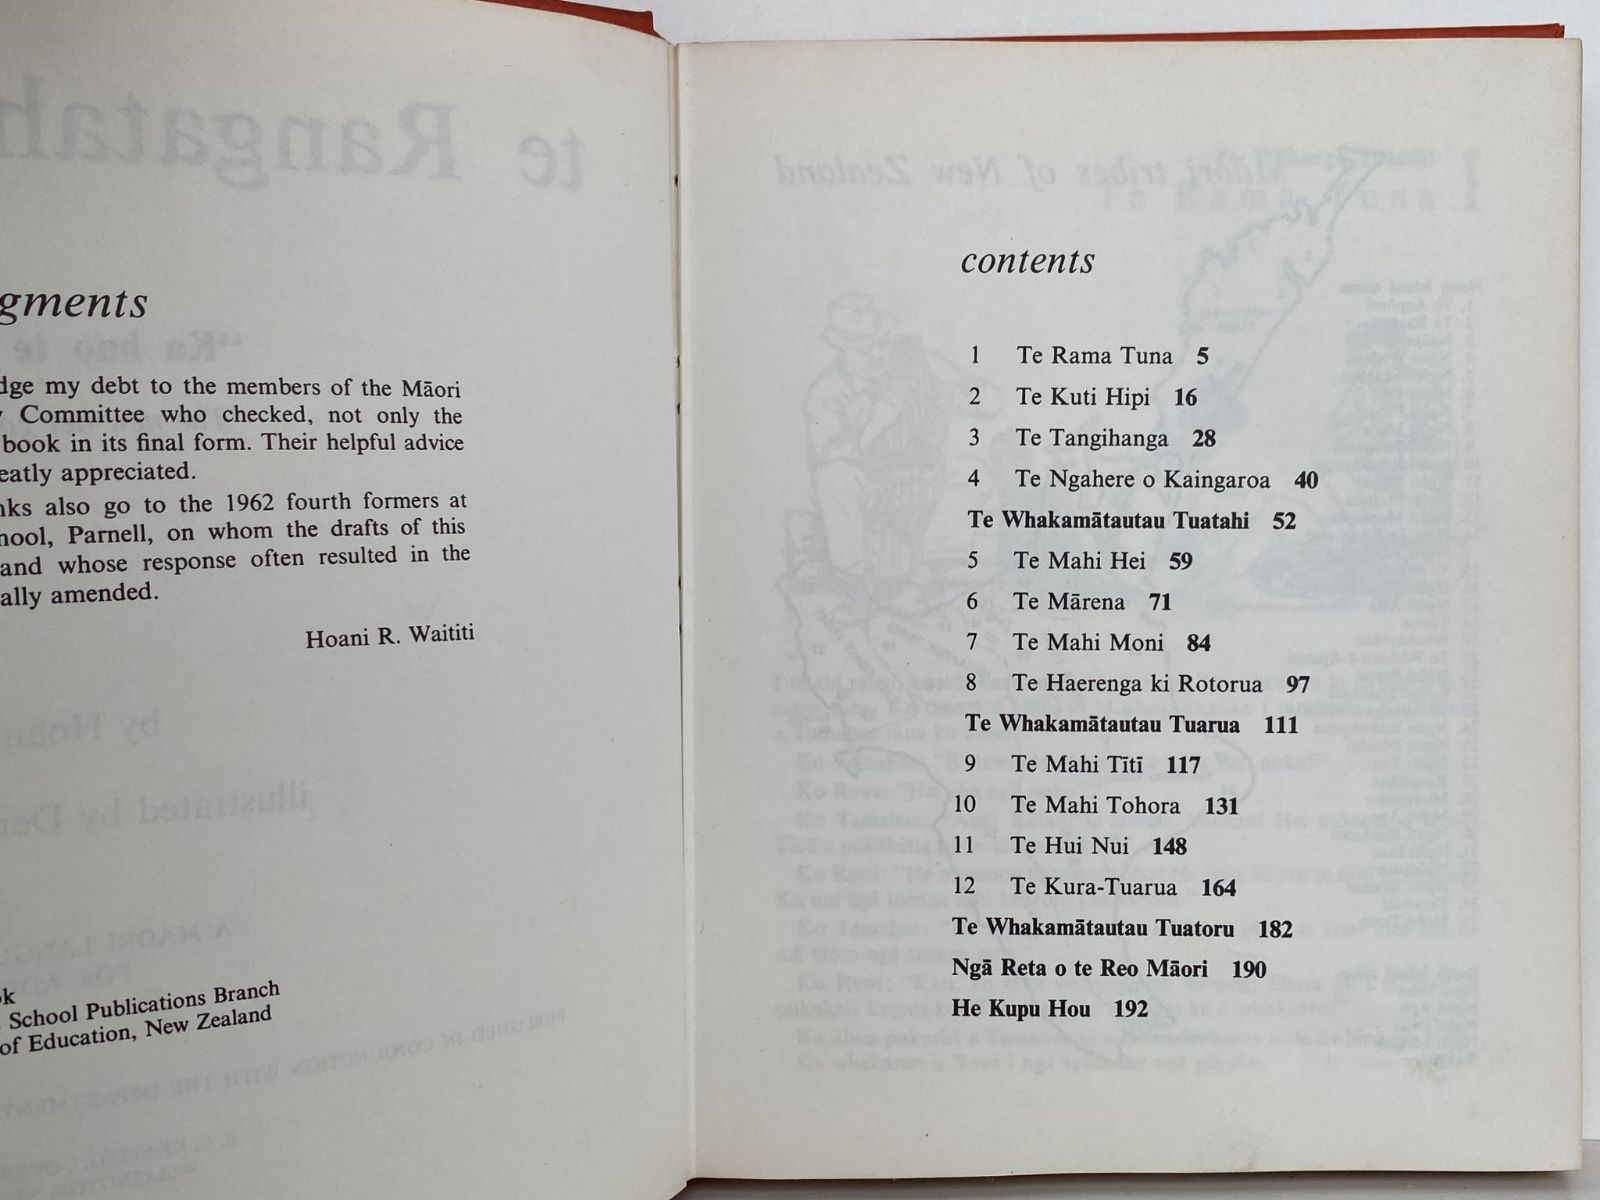 te Rangatah
gments
dge my debt to the members of the Māori
Committee who checked, not only the
book in its final form. Their helpful advice
eatly appreciated.
nks also go to the 1962 fourth formers at
hool, Parnell, on whom the drafts of this
and whose response often resulted in the
ally amended.
Hoani R. Waititi
ok
School Publications Branch
of Education, New Zealand
contents
1 Te Rama Tuna 5
2 Te Kuti Hipi 16
3 Te Tangihanga 28
4 Te Ngahere o Kaingaroa 40
Te Whakamātautau Tuatahi 52
5 Te Mahi Hei 59
6 Te Mārena 71
7 Te Mahi Moni 84
8 Te Haerenga ki Rotorua 97
Te Whakamātautau Tuarua 111
9 Te Mahi Tītī 117
10 Te Mahi Tohora 131
11 Te Hui Nui 148
12 Te Kura-Tuarua 164
Te Whakamātautau Tuatoru 182
Ngā Reta o te Reo Māori 190
He Kupu Hou 192